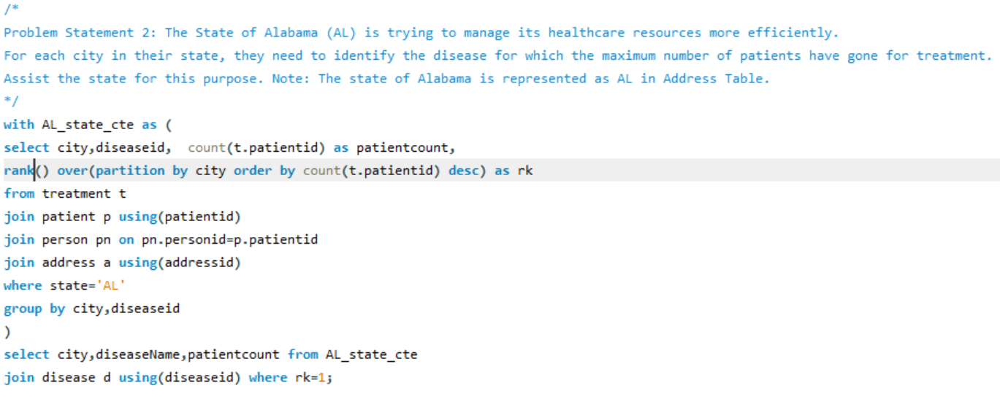 /*
Problem Statement 2: The State of Alabama (AL) is trying to manage its healthcare resources more efficiently.
For each city in their state, they need to identify the disease for which the maximum number of patients have gone for treatment.
Assist the state for this purpose. Note: The state of Alabama is represented as AL in Address Table.
*/
with AL_state_cte as (
select city,diseaseid,  count(t.patientid) as patientcount,
rank() over(partition by city order by count(t.patientid) desc) as rk
from treatment t
join patient p using(patientid)
join person pn on pn.personid=p.patientid
join address a using(addressid)
where state='AL'
group by city,diseaseid
)
select city,diseaseName,patientcount from AL_state_cte
join disease d using(diseaseid) where rk=1;